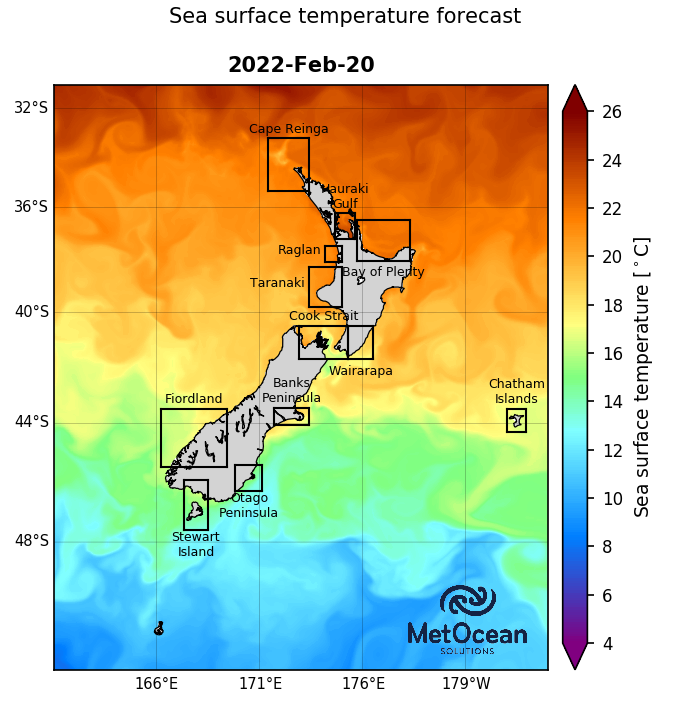 Sea surface temperature forecast
2022-Feb-20
32°S
36°S
40°S
44°S
48°S
166°E
171°E
176°E
179°W
Cape Reinga
Hauraki
Gulf
Raglan
Bay of Plenty
Taranaki
Cook Strait
Wairarapa
Banks
Peninsula
Fiordland
Chatham
Islands
Otago
Peninsula
Stewart
Island
MetOcean
SOLUTIONS
26
24
22
20
18
16
14
12
10
8
6
4
Sea surface temperature [°C]